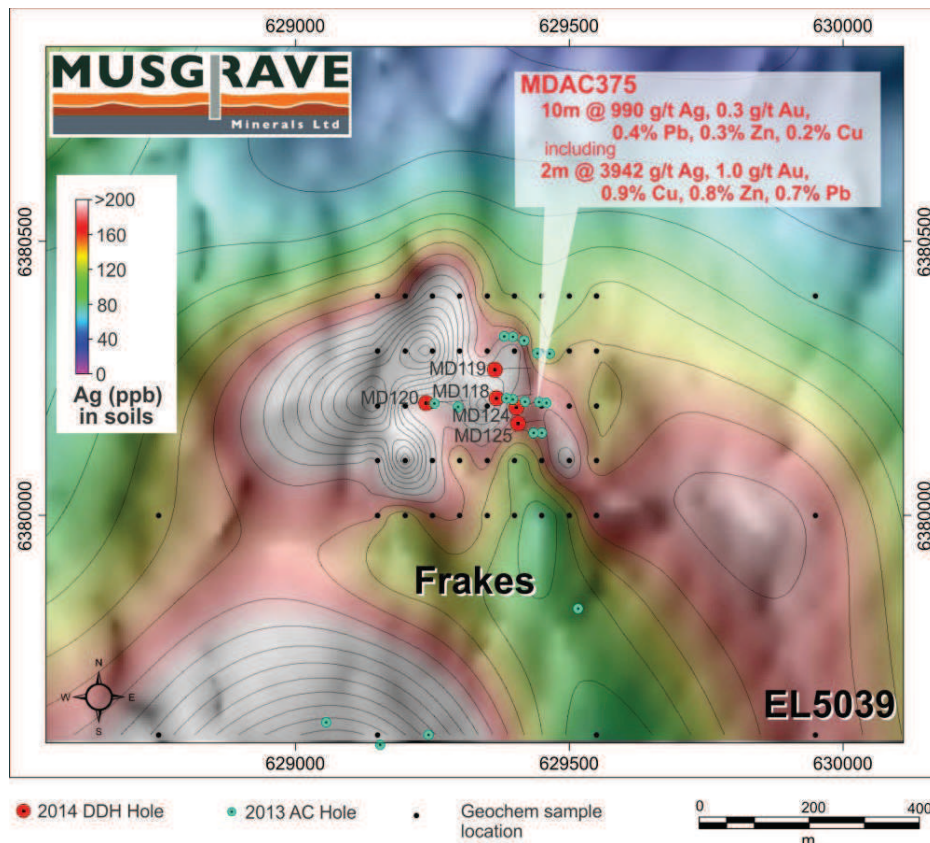 629000 629500 630000
MUSGRAVE
Minerals Ltd
MDAC375
10m @ 990 g/t Ag, 0.3 g/t Au,
0.4% Pb, 0.3% Zn, 0.2% Cu
including
2m @ 3942 g/t Ag, 1.0 g/t Au,
0.9% Cu, 0.8% Zn, 0.7% Pb
>200
160
120
80
40
0
Ag (ppb)
in soils
6380500
6380500
MD119
MD118
MD120
MD124
MD125
6380000
6380000
Frakes
N
W E
S
EL5039
629000 629500 630000
2014 DDH Hole
2013 AC Hole
Geochem sample
location
0 200 400
m